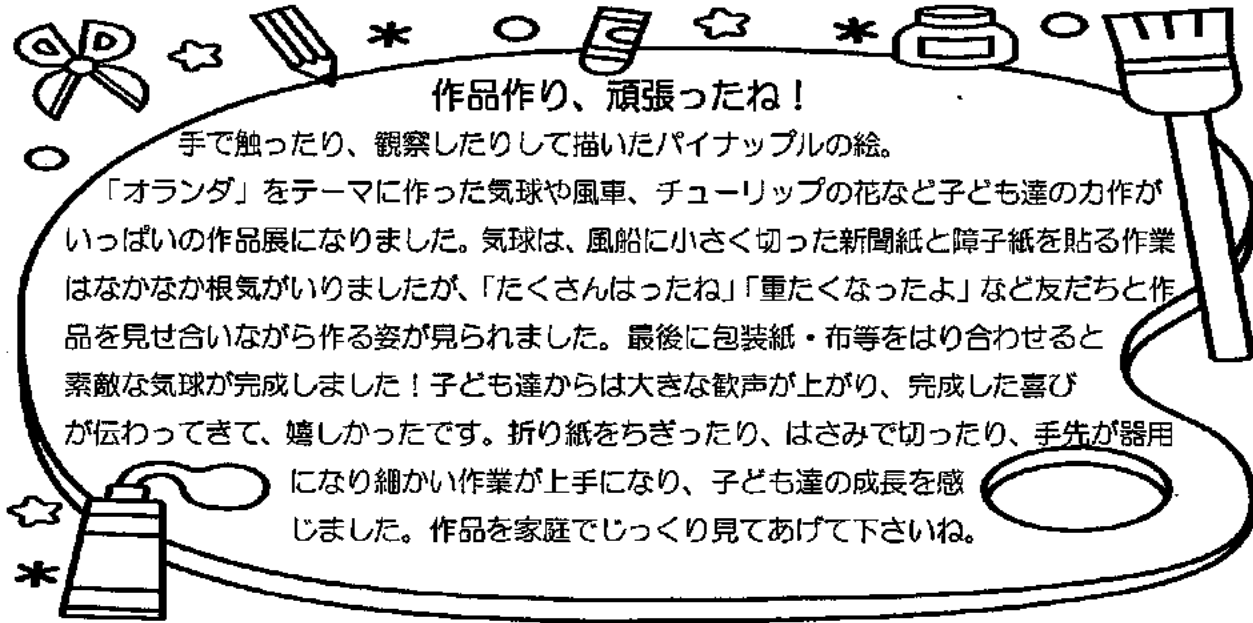 作品作り、頑張ったね！
手で触ったり、観察したりして描いたパイナップルの絵。
「オランダ」をテーマに作った気球や風車、チューリップの花など子ども達の力作が
いっぱいの作品展になりました。気球は、風船に小さく切った新聞紙と障子紙を貼る作業
はなかなか根気がいりましたが、「たくさんはったね」「重たくなったよ」など友だちと作
品を見せ合いながら作る姿が見られました。最後に包装紙・布等をはり合わせると
素敵な気球が完成しました！子ども達からは大きな歓声が上がり、完成した喜び
が伝わってきて、嬉しかったです。折り紙をちぎったり、はさみで切ったり、手先が器用
になり細かい作業が上手になり、子ども達の成長を感
じました。作品を家庭でじっくり見てあげて下さいね。